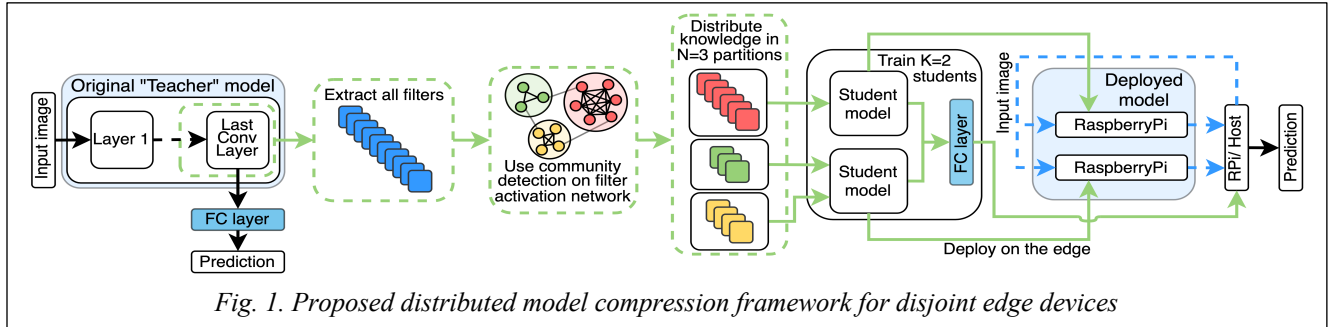 Original "Teacher" model
Input image
Layer 1
Last
Conv
Layer
FC layer
Prediction
Extract all filters
Use community
detection on filter
activation network
Distribute
knowledge in
N=3 partitions
Train K=2
students
Student
model
Student
model
FC layer
Deploy on the edge
Input image
Deployed
model
RaspberryPi
RaspberryPi
RPi/ Host
Prediction
Fig. 1. Proposed distributed model compression framework for disjoint edge devices